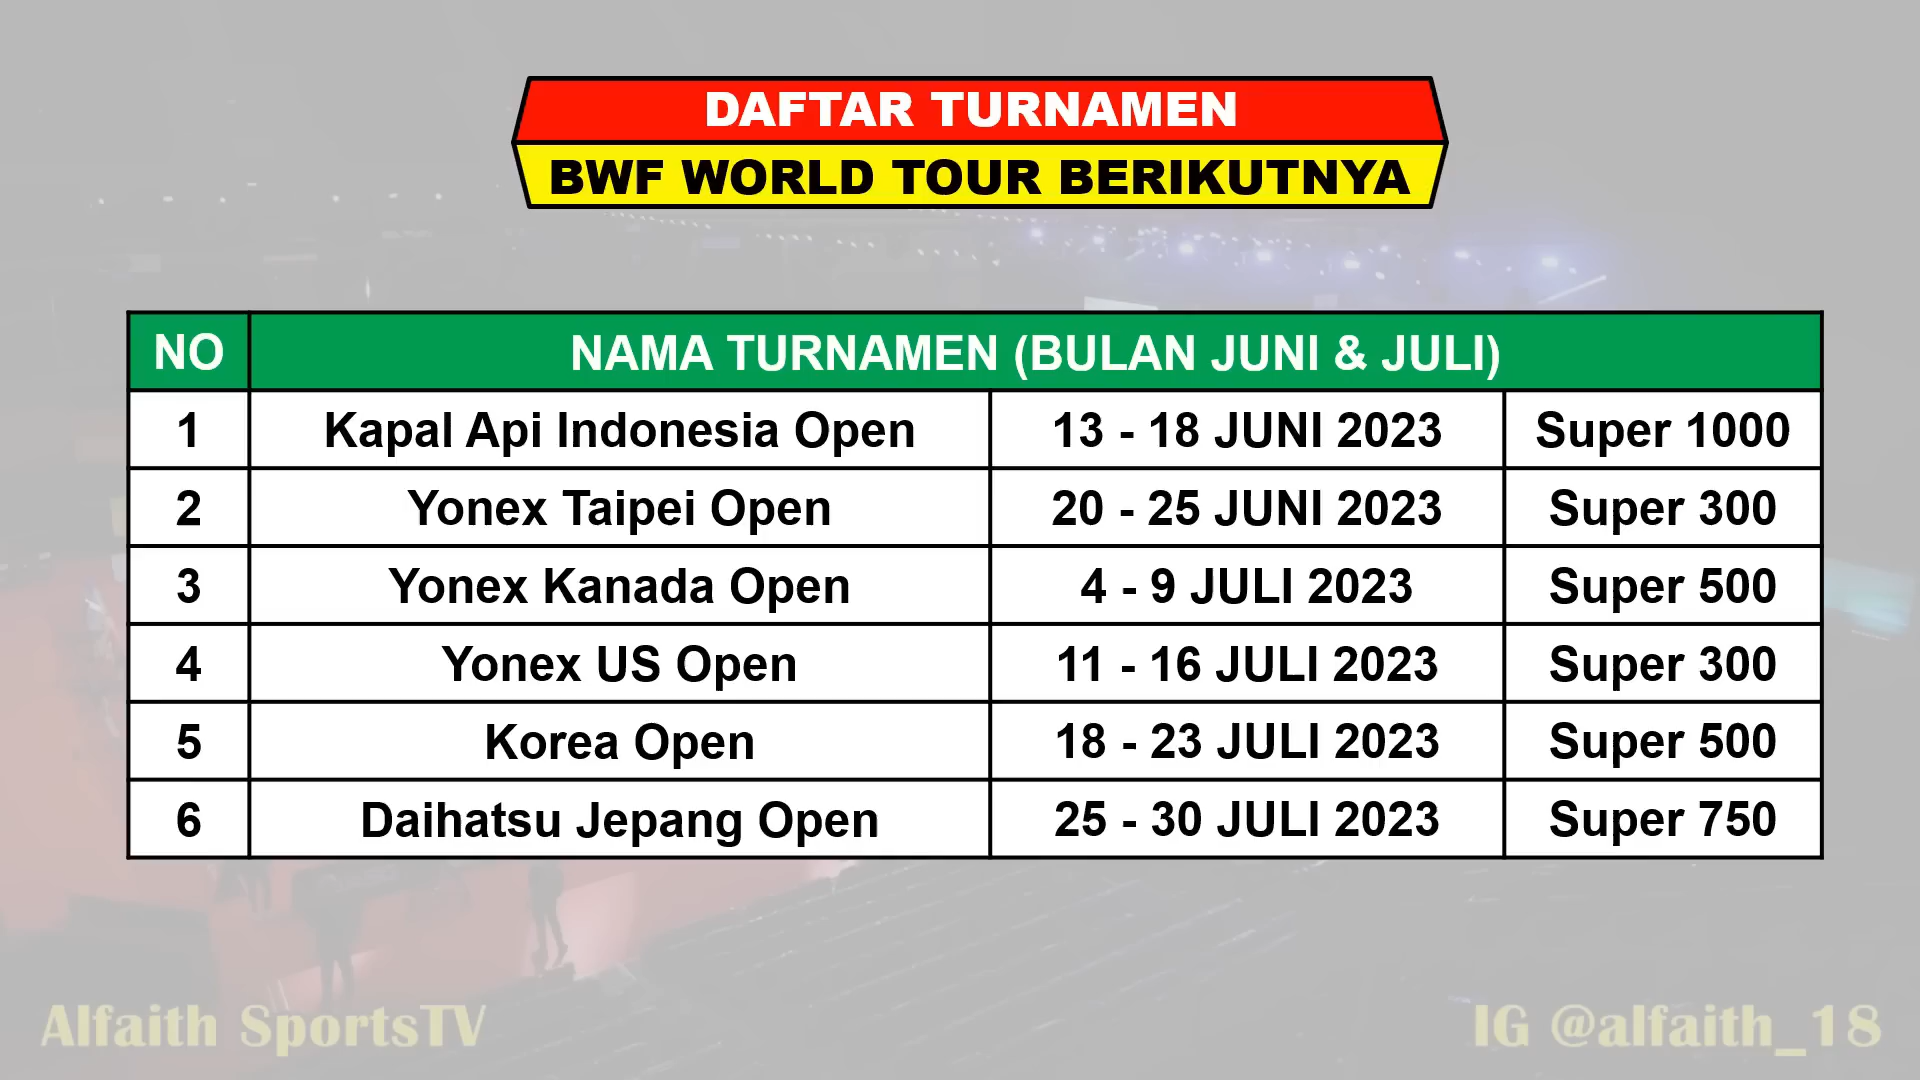 DAFTAR TURNAMEN
BWF WORLD TOUR BERIKUTNYA
NO NAMA TURNAMEN (BULAN JUNI & JULI)
1 Kapal Api Indonesia Open 13 - 18 JUNI 2023 Super 1000
2 Yonex Taipei Open 20 - 25 JUNI 2023 Super 300
3 Yonex Kanada Open 4 - 9 JULI 2023 Super 500
4 Yonex US Open 11 - 16 JULI 2023 Super 300
5 Korea Open 18 - 23 JULI 2023 Super 500
6 Daihatsu Jepang Open 25 - 30 JULI 2023 Super 750
Alfaith SportsTV IG @alfaith_18